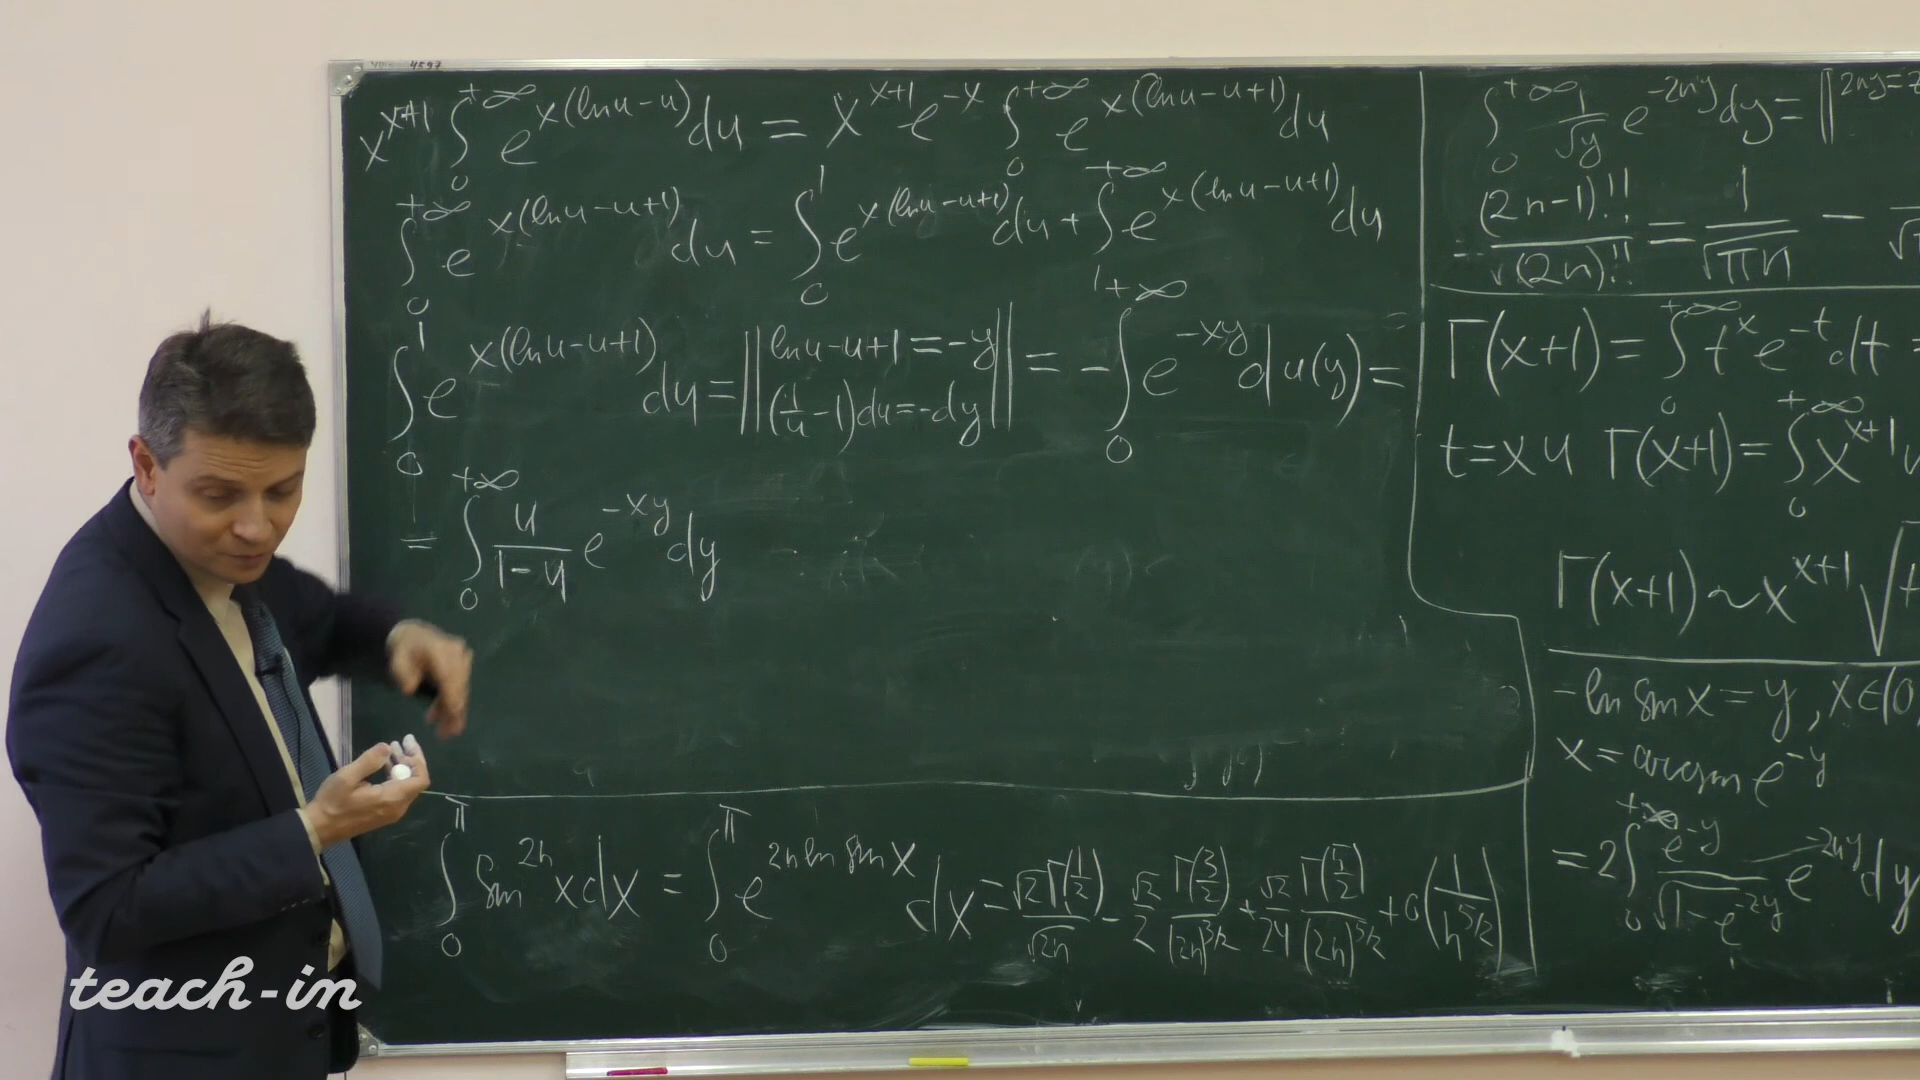 x^{x+1} ∫_0^{+∞} e^{x(ln u - u)} du = x^{x+1} e^{-x} ∫_0^{+∞} e^{x(ln u - u + 1)} du
∫_0^{+∞} e^{x(ln u - u + 1)} du = ∫_0^1 e^{x(ln u - u + 1)} du + ∫_1^{+∞} e^{x(ln u - u + 1)} du
∫_0^1 e^{x(ln u - u + 1)} du = || ln u - u + 1 = -y
(1/u - 1) du = -dy || = - ∫_0^{+∞} e^{-xy} du(y) =
= ∫_0^{+∞} u/(1-u) e^{-xy} dy
∫_0^π sin^{2n} x dx = ∫_0^π e^{2n ln sin x} dx = √2 Γ(1/2)/√(2n) - √2/2 Γ(3/2)/(2n)^{3/2} + √2/24 Γ(5/2)/(2n)^{5/2} + o(1/n^{5/2})
∫_0^{+∞} 1/√y e^{-2ny} dy = || 2ny = z
(2n-1)!!/(2n)!! = 1/√(πn) -
Γ(x+1) = ∫_0^{+∞} t^x e^{-t} dt =
t = xu Γ(x+1) = ∫_0^{+∞} x^{x+1}
Γ(x+1) ~ x^{x+1} √
-ln sin x = y, x ∈ (0,
x = arcsin e^{-y}
= 2 ∫_0^{+∞} e^{-y}/√(1-e^{-2y}) e^{-2ny} dy
teach-in